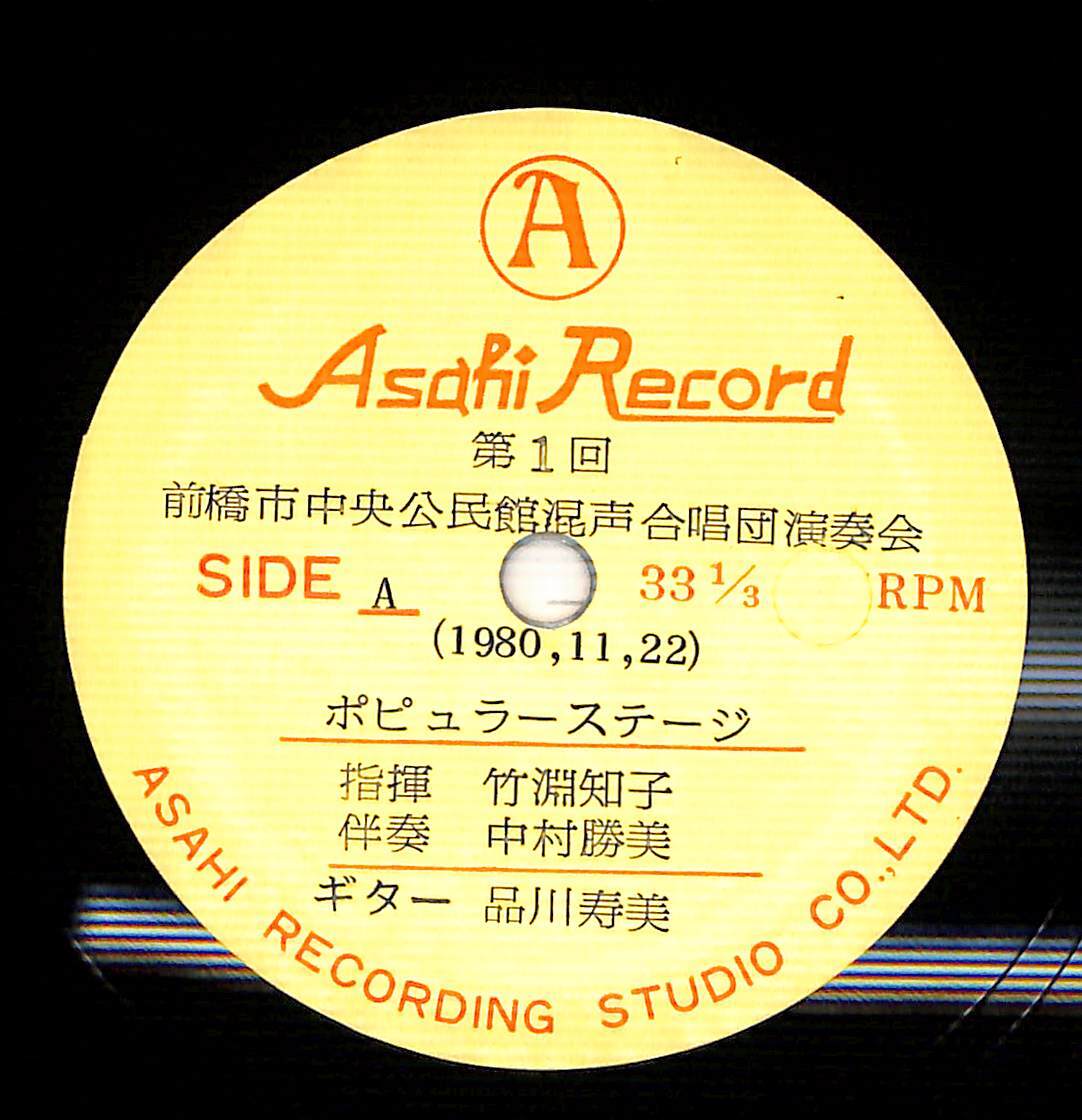 A
Asahi Record
第1回
前橋市中央公民館混声合唱団演奏会
SIDE A 33 1/3 RPM
(1980,11,22)
ポピュラーステージ
指揮 竹淵知子
伴奏 中村勝美
ギター 品川寿美
ASAHI RECORDING STUDIO CO.,LTD.